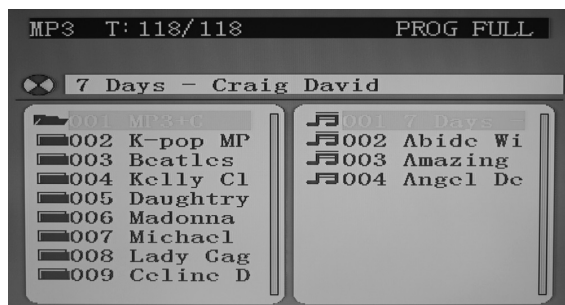 MP3 T:118/118 PROG FULL
7 Days - Craig David
001 MP3+G
002 K-pop MP
003 Beatles
004 Kelly Cl
005 Daughtry
006 Madonna
007 Michael
008 Lady Gag
009 Celine D
001 7 Days -
002 Abide Wi
003 Amazing
004 Angel De